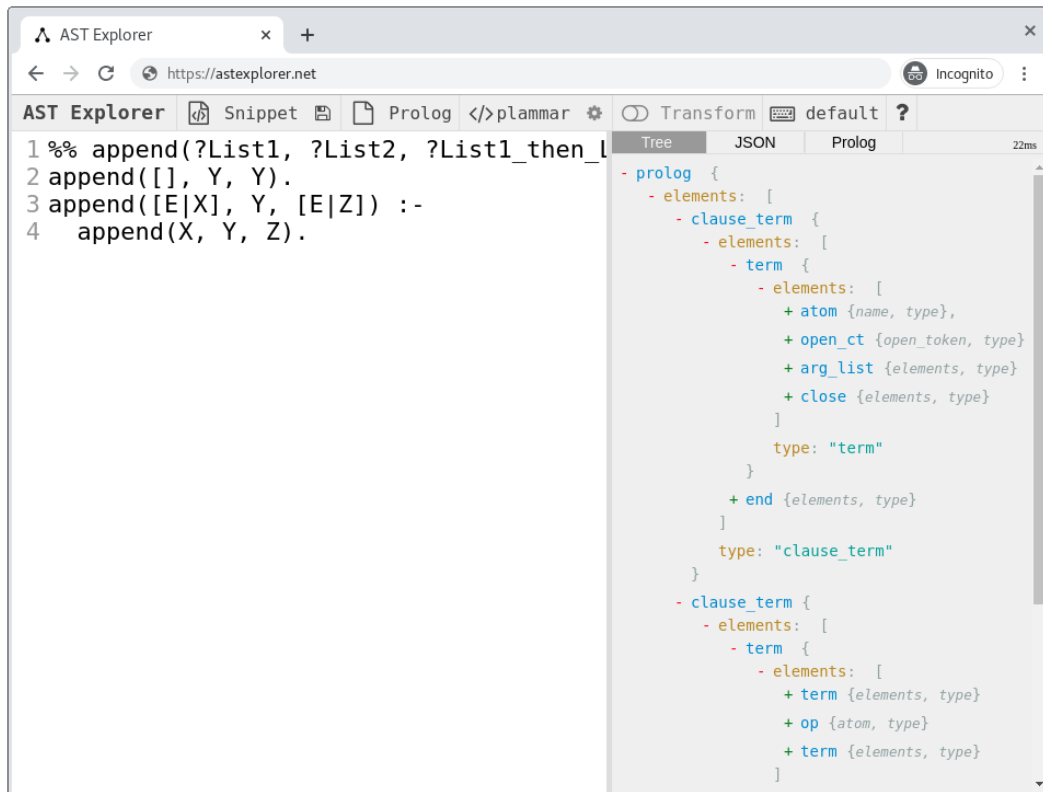 AST Explorer × + ×
https://astexplorer.net Incognito
AST Explorer Snippet Prolog </>plammar Transform default ?
1 %% append(?List1, ?List2, ?List1_then_L
2 append([], Y, Y).
3 append([E|X], Y, [E|Z]) :-
4   append(X, Y, Z).
Tree JSON Prolog 22ms
- prolog {
- elements: [
- clause_term {
- elements: [
- term {
- elements: [
+ atom {name, type},
+ open_ct {open_token, type}
+ arg_list {elements, type}
+ close {elements, type}
]
type: "term"
}
+ end {elements, type}
]
type: "clause_term"
}
- clause_term {
- elements: [
- term {
- elements: [
+ term {elements, type}
+ op {atom, type}
+ term {elements, type}
]